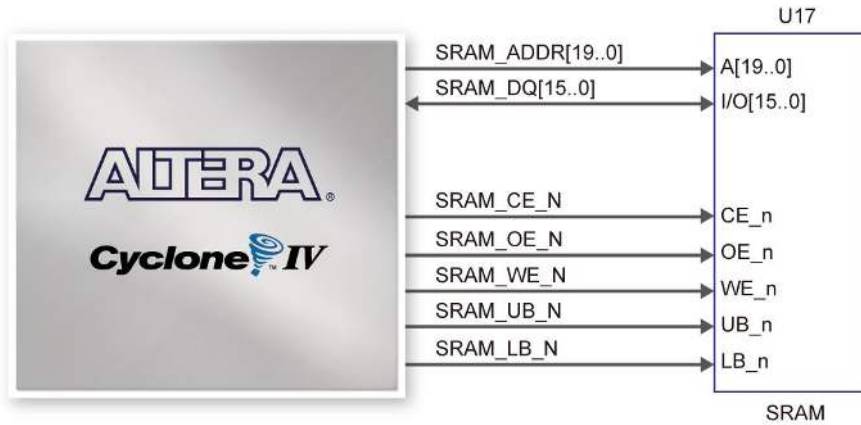 U17
SRAM_ADDR[19..0]
A[19..0]
SRAM_DQ[15..0]
I/O[15..0]
ALTERA®
Cyclone™ IV
SRAM_CE_N
CE_n
SRAM_OE_N
OE_n
SRAM_WE_N
WE_n
SRAM_UB_N
UB_n
SRAM_LB_N
LB_n
SRAM